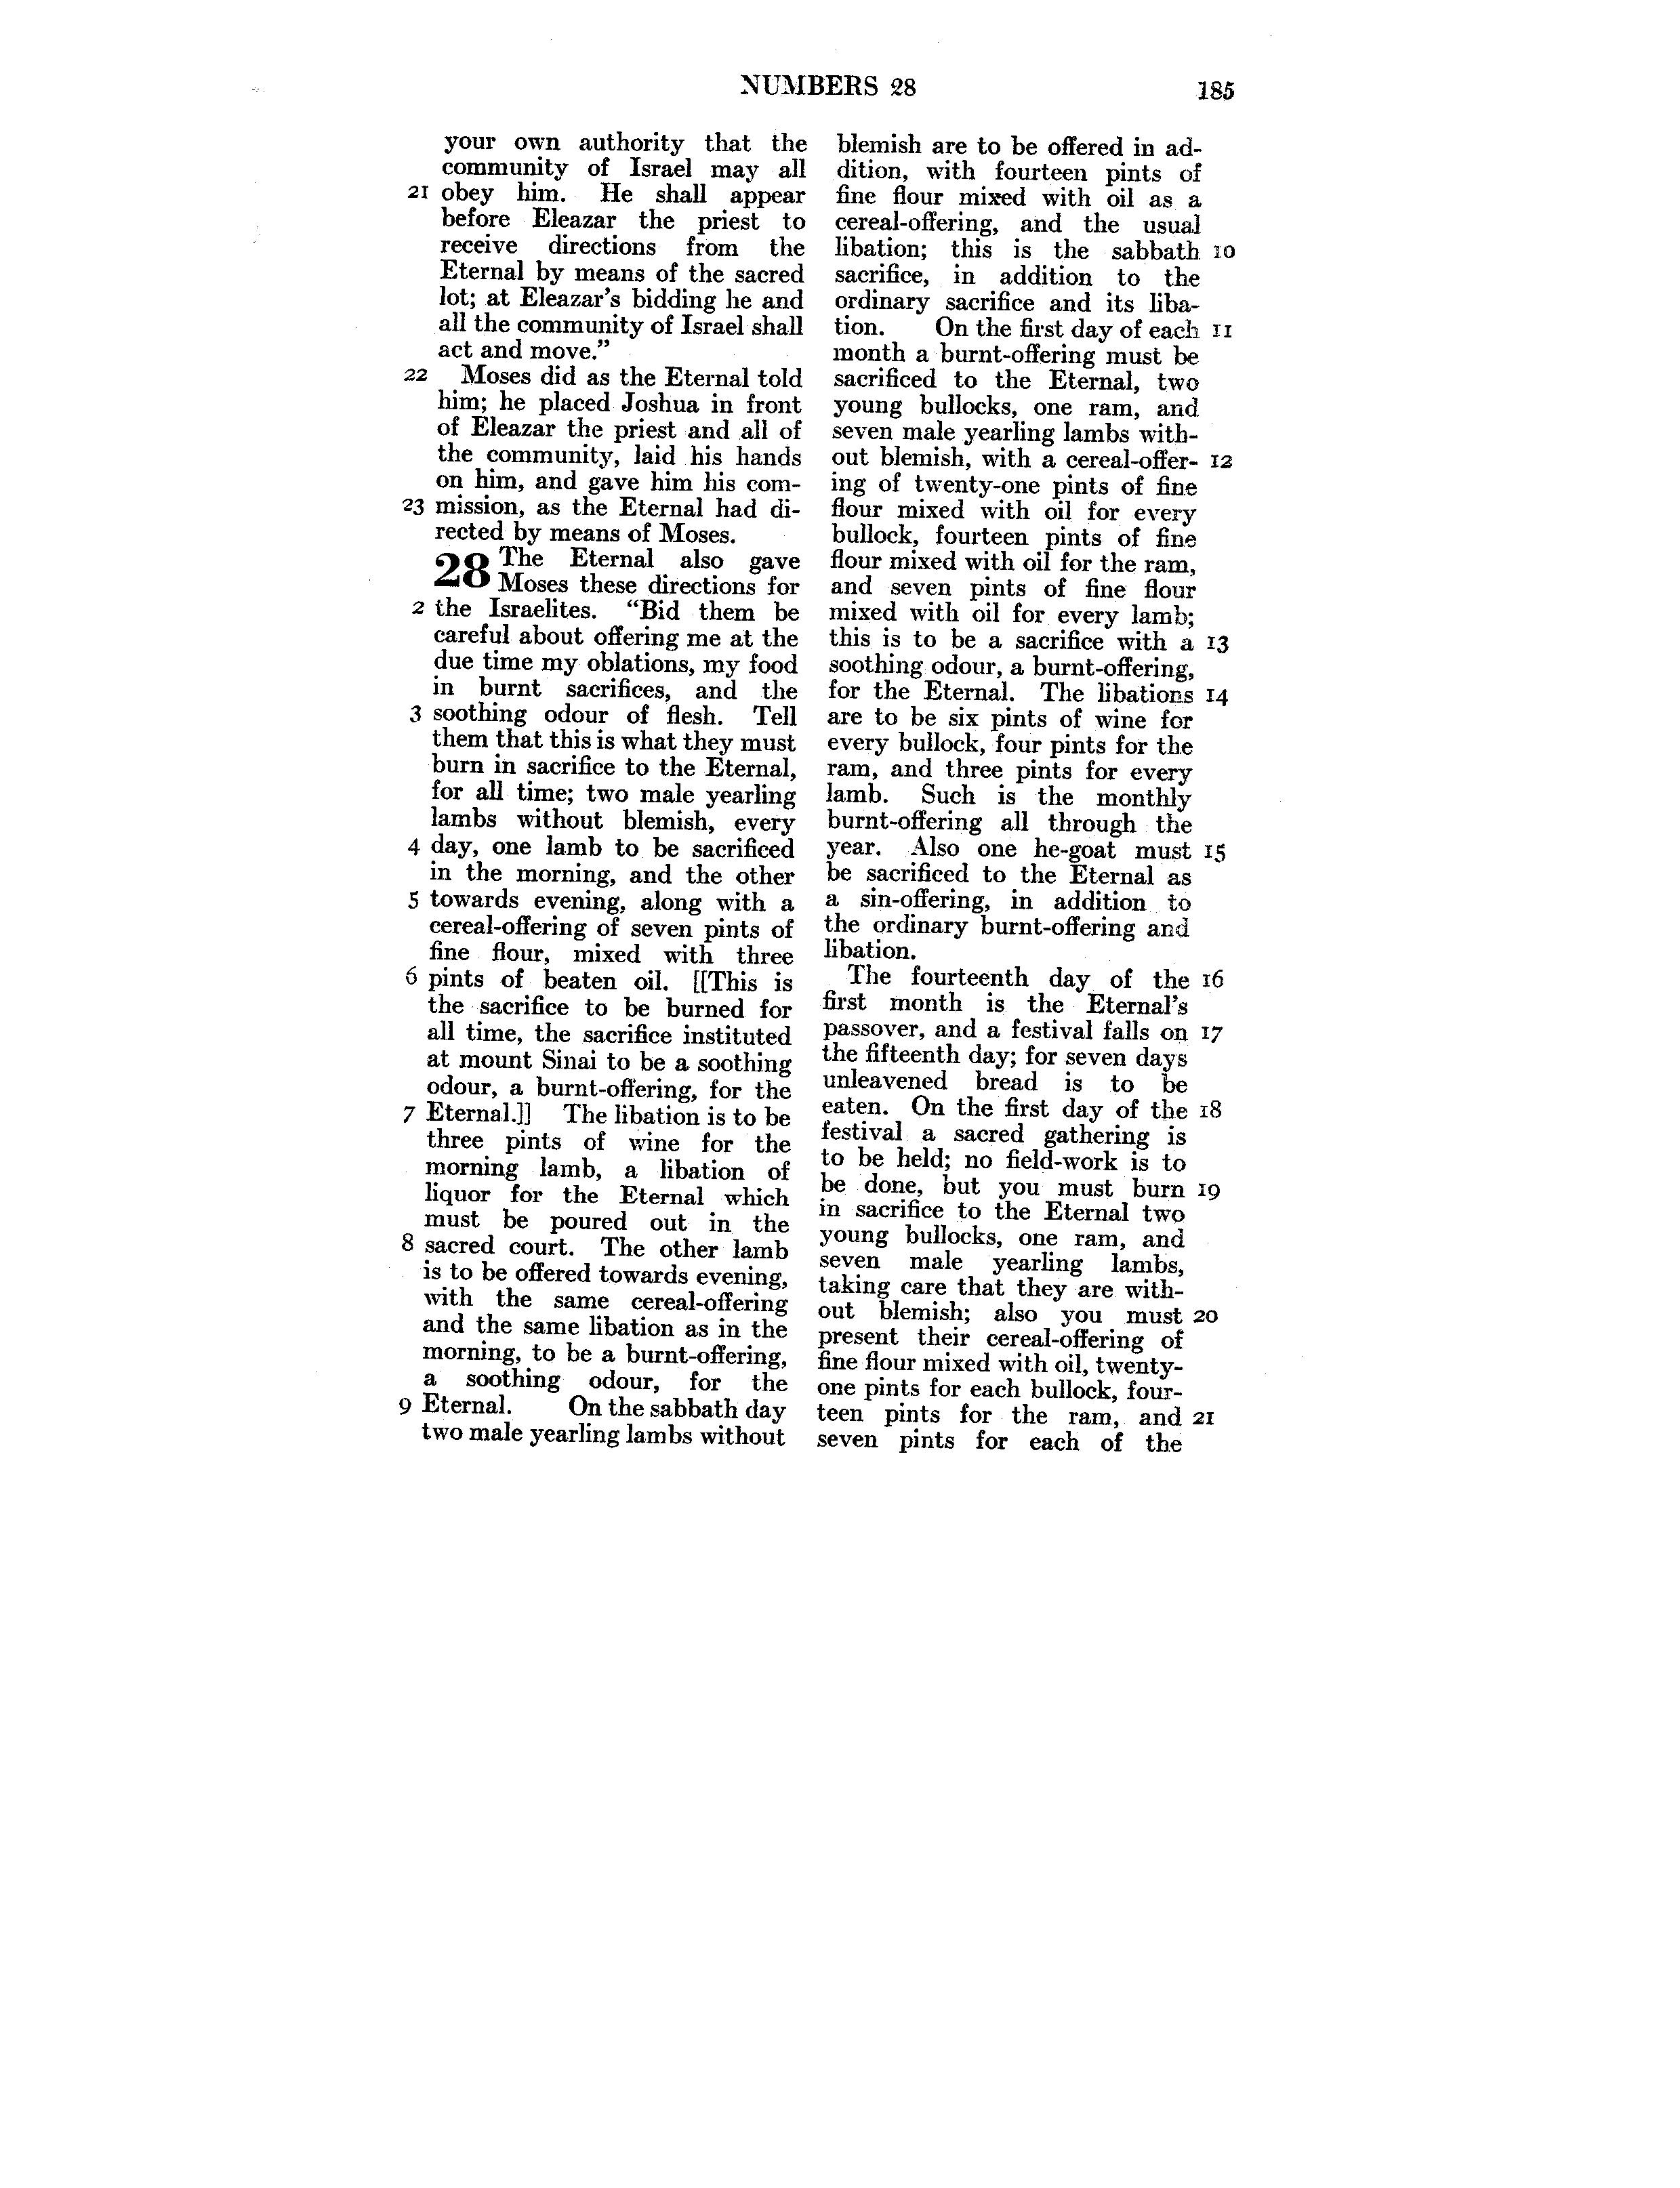 NUMBERS 28 185
your own authority that the
community of Israel may all
21 obey him. He shall appear
before Eleazar the priest to
receive directions from the
Eternal by means of the sacred
lot; at Eleazar's bidding he and
all the community of Israel shall
act and move.”
22 Moses did as the Eternal told
him; he placed Joshua in front
of Eleazar the priest and all of
the community, laid his hands
on him, and gave him his com-
23 mission, as the Eternal had di-
rected by means of Moses.
28 The Eternal also gave
Moses these directions for
2 the Israelites. “Bid them be
careful about offering me at the
due time my oblations, my food
in burnt sacrifices, and the
3 soothing odour of flesh. Tell
them that this is what they must
burn in sacrifice to the Eternal,
for all time; two male yearling
lambs without blemish, every
4 day, one lamb to be sacrificed
in the morning, and the other
5 towards evening, along with a
cereal-offering of seven pints of
fine flour, mixed with three
6 pints of beaten oil. [[This is
the sacrifice to be burned for
all time, the sacrifice instituted
at mount Sinai to be a soothing
odour, a burnt-offering, for the
7 Eternal.]] The libation is to be
three pints of wine for the
morning lamb, a libation of
liquor for the Eternal which
must be poured out in the
8 sacred court. The other lamb
is to be offered towards evening,
with the same cereal-offering
and the same libation as in the
morning, to be a burnt-offering,
a soothing odour, for the
9 Eternal. On the sabbath day
two male yearling lambs without
blemish are to be offered in ad-
dition, with fourteen pints of
fine flour mixed with oil as a
cereal-offering, and the usual
libation; this is the sabbath 10
sacrifice, in addition to the
ordinary sacrifice and its liba-
tion. On the first day of each 11
month a burnt-offering must be
sacrificed to the Eternal, two
young bullocks, one ram, and
seven male yearling lambs with-
out blemish, with a cereal-offer- 12
ing of twenty-one pints of fine
flour mixed with oil for every
bullock, fourteen pints of fine
flour mixed with oil for the ram,
and seven pints of fine flour
mixed with oil for every lamb;
this is to be a sacrifice with a 13
soothing odour, a burnt-offering,
for the Eternal. The libations 14
are to be six pints of wine for
every bullock, four pints for the
ram, and three pints for every
lamb. Such is the monthly
burnt-offering all through the
year. Also one he-goat must 15
be sacrificed to the Eternal as
a sin-offering, in addition to
the ordinary burnt-offering and
libation.
The fourteenth day of the 16
first month is the Eternal's
passover, and a festival falls on 17
the fifteenth day; for seven days
unleavened bread is to be
eaten. On the first day of the 18
festival a sacred gathering is
to be held; no field-work is to
be done, but you must burn 19
in sacrifice to the Eternal two
young bullocks, one ram, and
seven male yearling lambs,
taking care that they are with-
out blemish; also you must 20
present their cereal-offering of
fine flour mixed with oil, twenty-
one pints for each bullock, four-
teen pints for the ram, and 21
seven pints for each of the